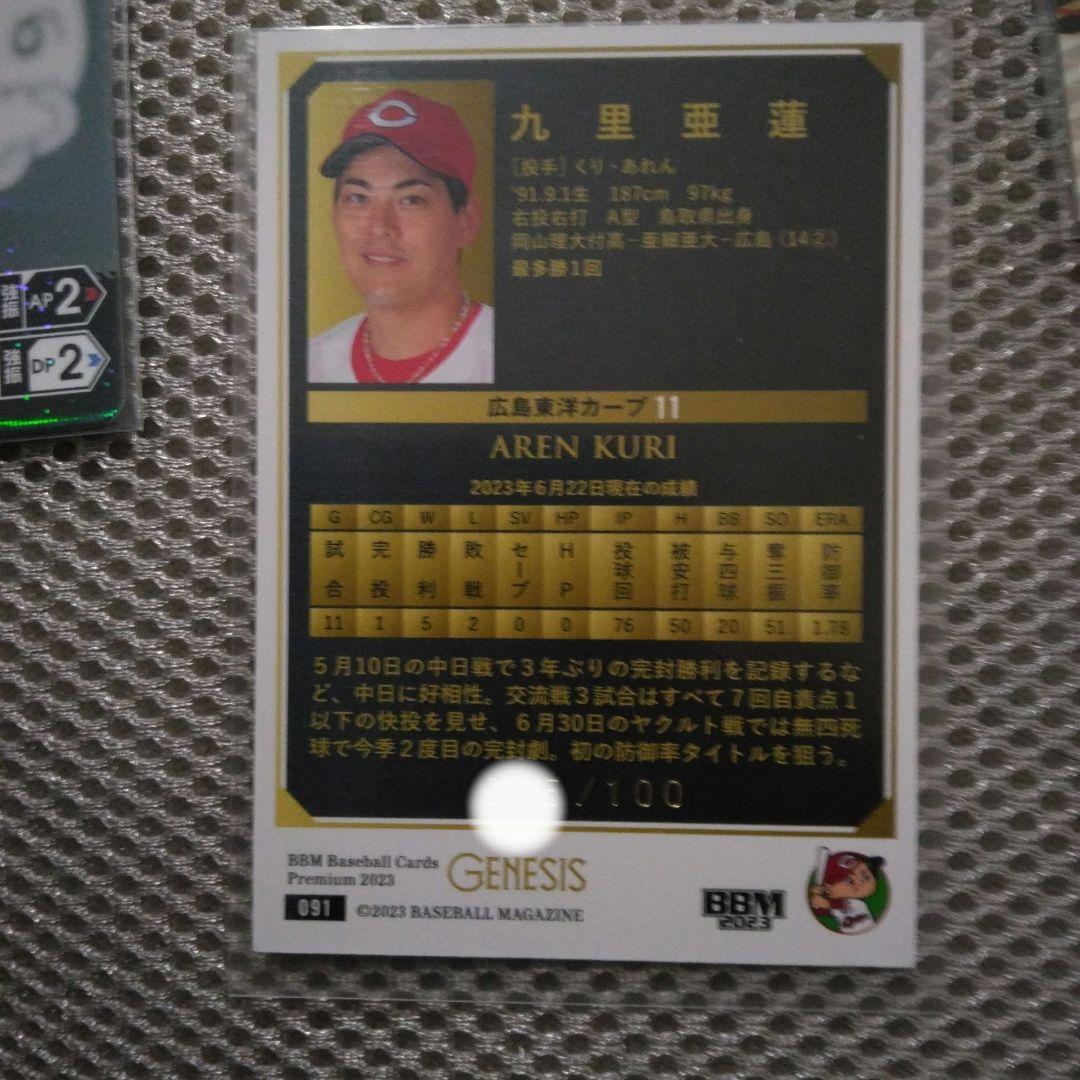 九里亜蓮
[投手] くり・あれん
'91.9.1生 187cm 97kg
右投右打 A型 鳥取県出身
岡山理大付高－亜細亜大－広島（14②）
最多勝1回
広島東洋カープ 11
AREN KURI
2023年6月22日現在の成績
G CG W L SV HP IP H BB SO ERA
試合 完投 勝利 敗戦 セーブ HP 投球回 被安打 与四球 奪三振 防御率
11 1 5 2 0 0 76 50 20 51 1.78
5月10日の中日戦で3年ぶりの完封勝利を記録するな
ど、中日に好相性。交流戦3試合はすべて7回自責点1
以下の快投を見せ、6月30日のヤクルト戦では無四死
球で今季2度目の完封劇。初の防御率タイトルを狙う。
/100
BBM Baseball Cards
Premium 2023
GENESIS
091 ©2023 BASEBALL MAGAZINE
BBM
2023
強振 AP 2
強振 DP 2